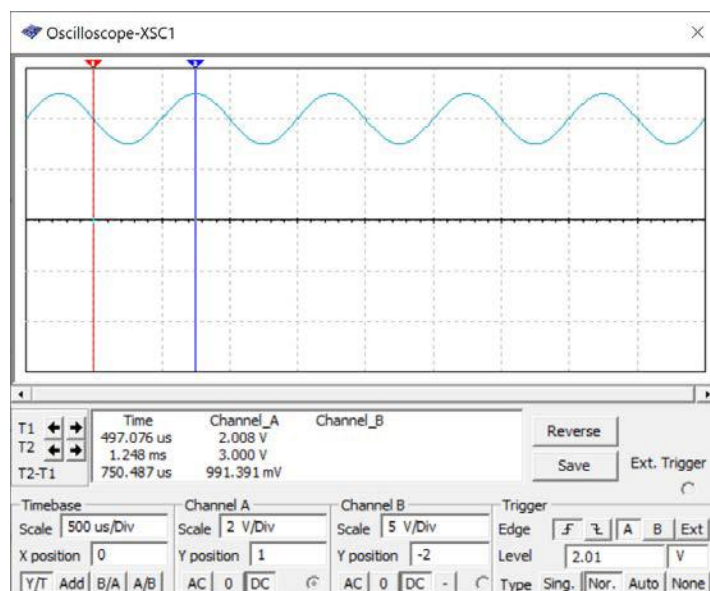 Oscilloscope-XSC1
T1
T2
T2-T1
Time Channel_A Channel_B
497.076 us 2.008 V
1.248 ms 3.000 V
750.487 us 991.391 mV
Reverse
Save
Ext. Trigger
Timebase
Scale 500 us/Div
X position 0
Y/T Add B/A A/B
Channel A
Scale 2 V/Div
Y position 1
AC 0 DC
Channel B
Scale 5 V/Div
Y position -2
AC 0 DC -
Trigger
Edge A B Ext
Level 2.01 V
Type Sing. Nor. Auto None